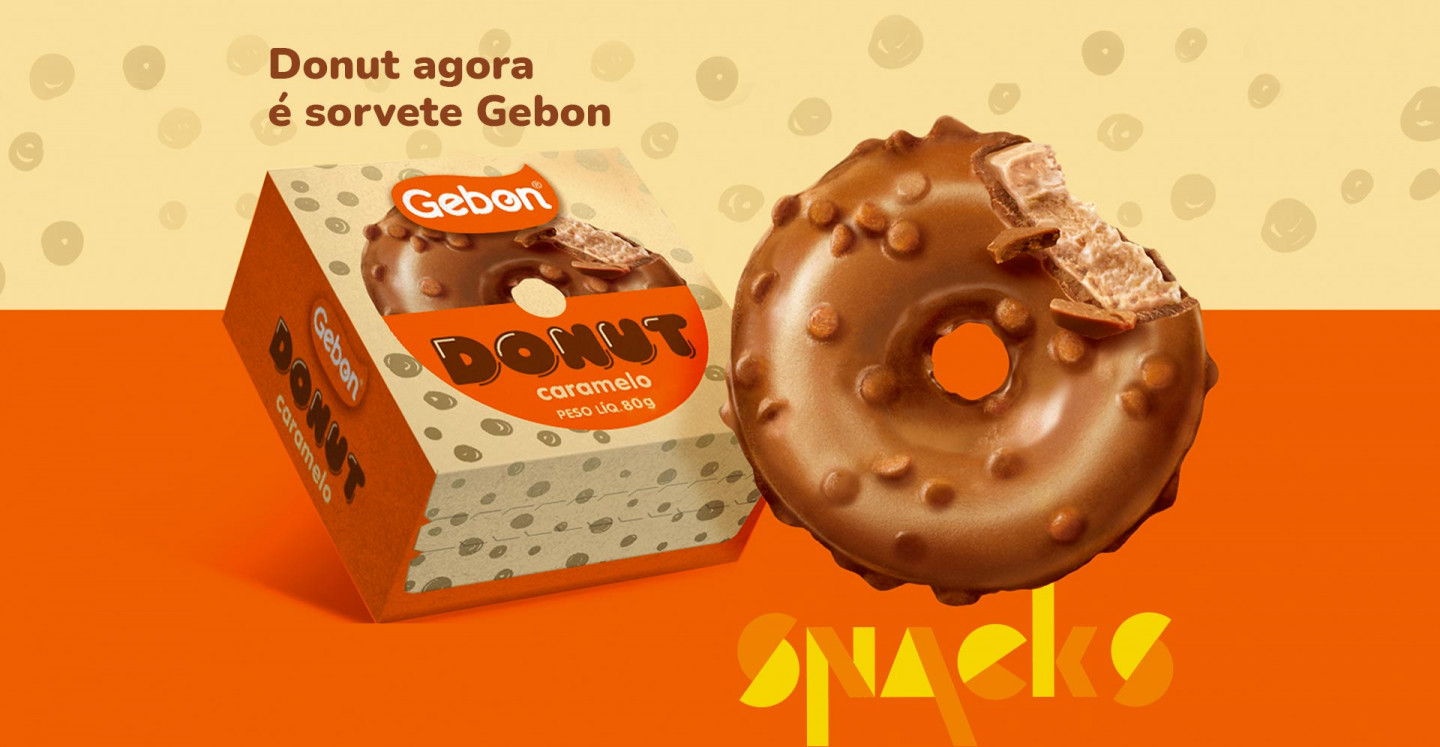 Donut agora
é sorvete Gebon
Gebon®
DONUT
caramelo
PESO LÍQ.80g
Gebon
DONUT
caramelo
snacks